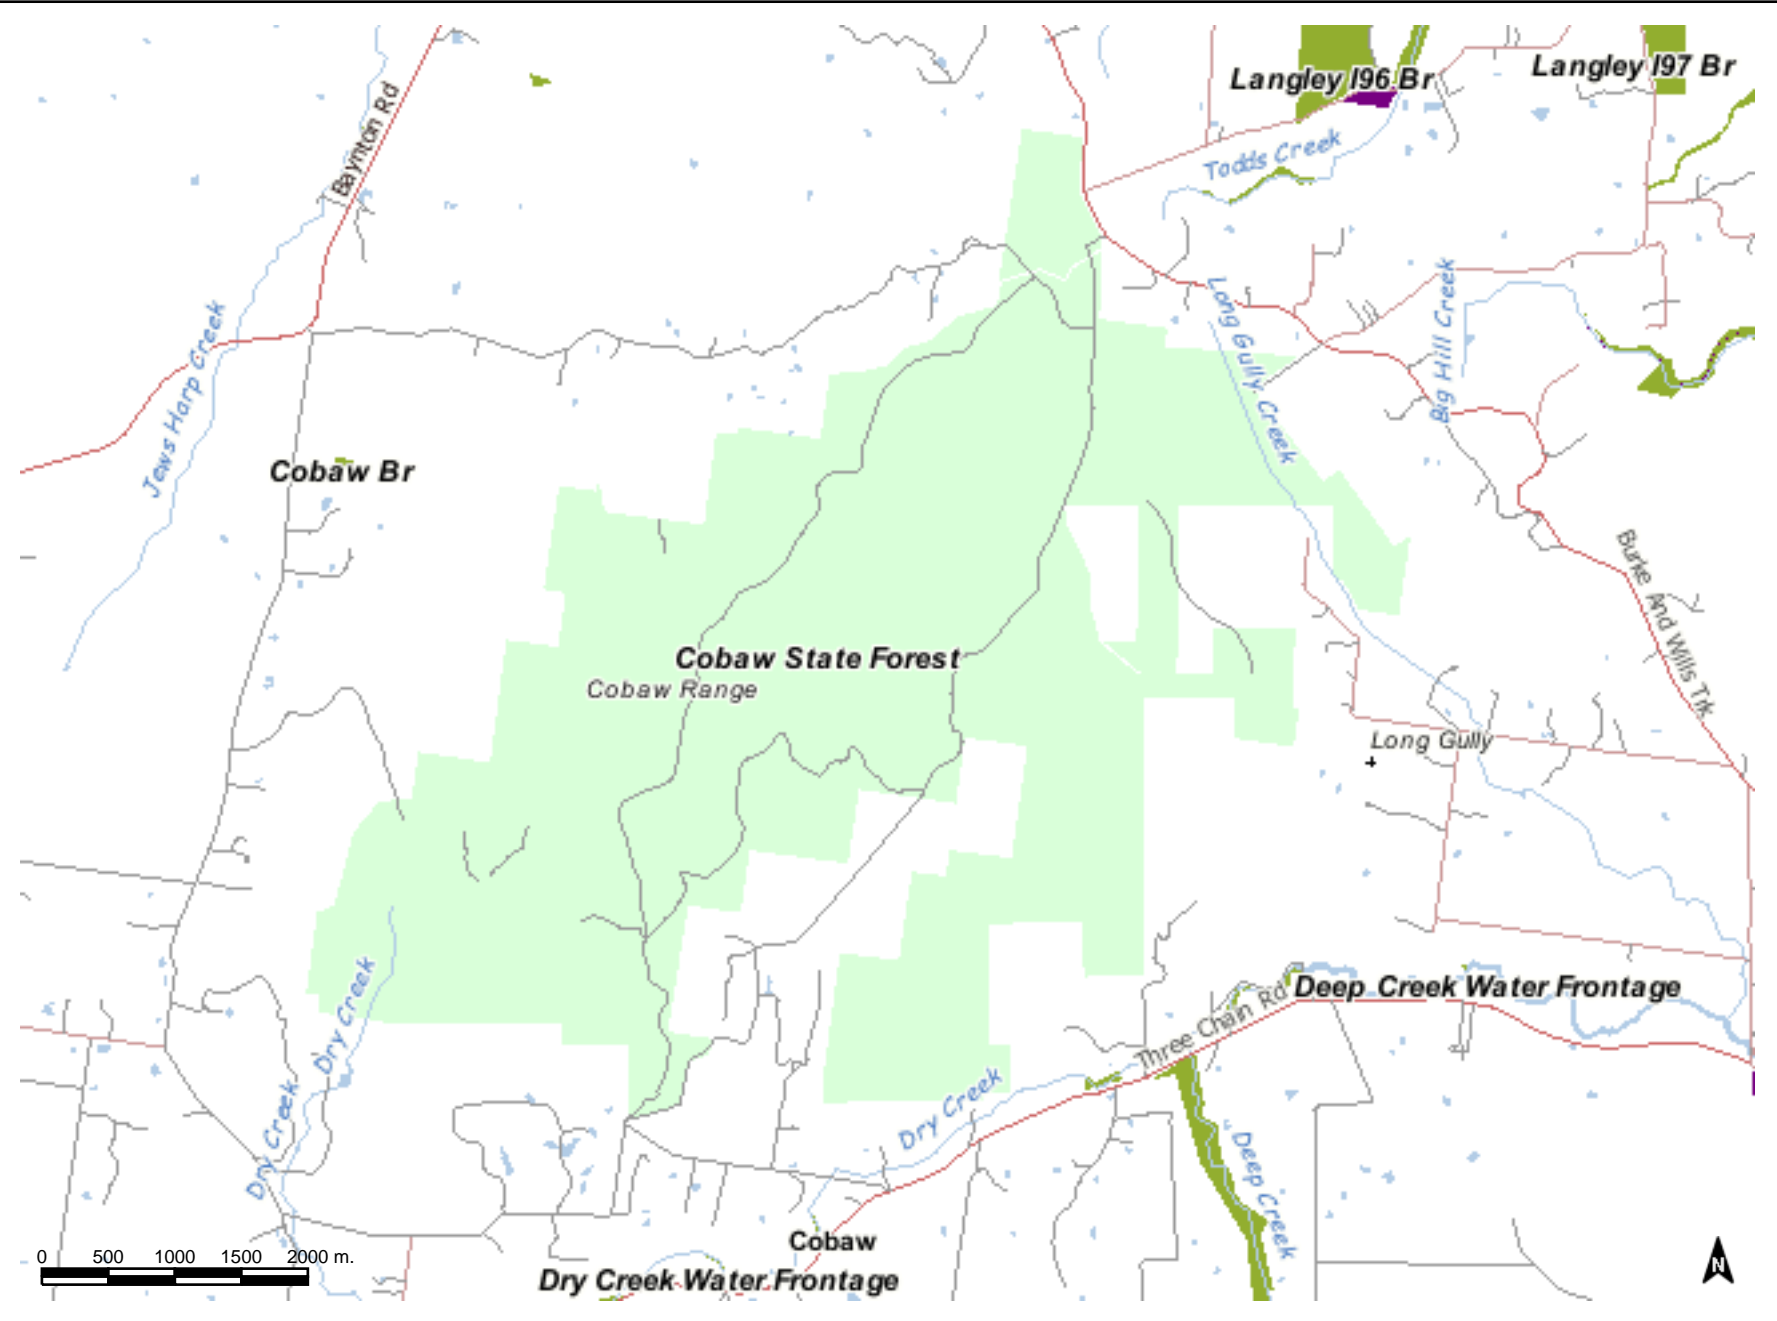 Langley I96 Br
Langley I97 Br
Baynton Rd
Todds Creek
Long Gully Creek
Big Hill Creek
Jews Harp Creek
Cobaw Br
Burke And Wills Trk
Cobaw State Forest
Cobaw Range
Long Gully
Dry Creek
Deep Creek Water Frontage
Three Chain Rd
Dry Creek
Dry Creek
Deep Creek
Cobaw
0 500 1000 1500 2000 m.
Dry Creek Water Frontage
N